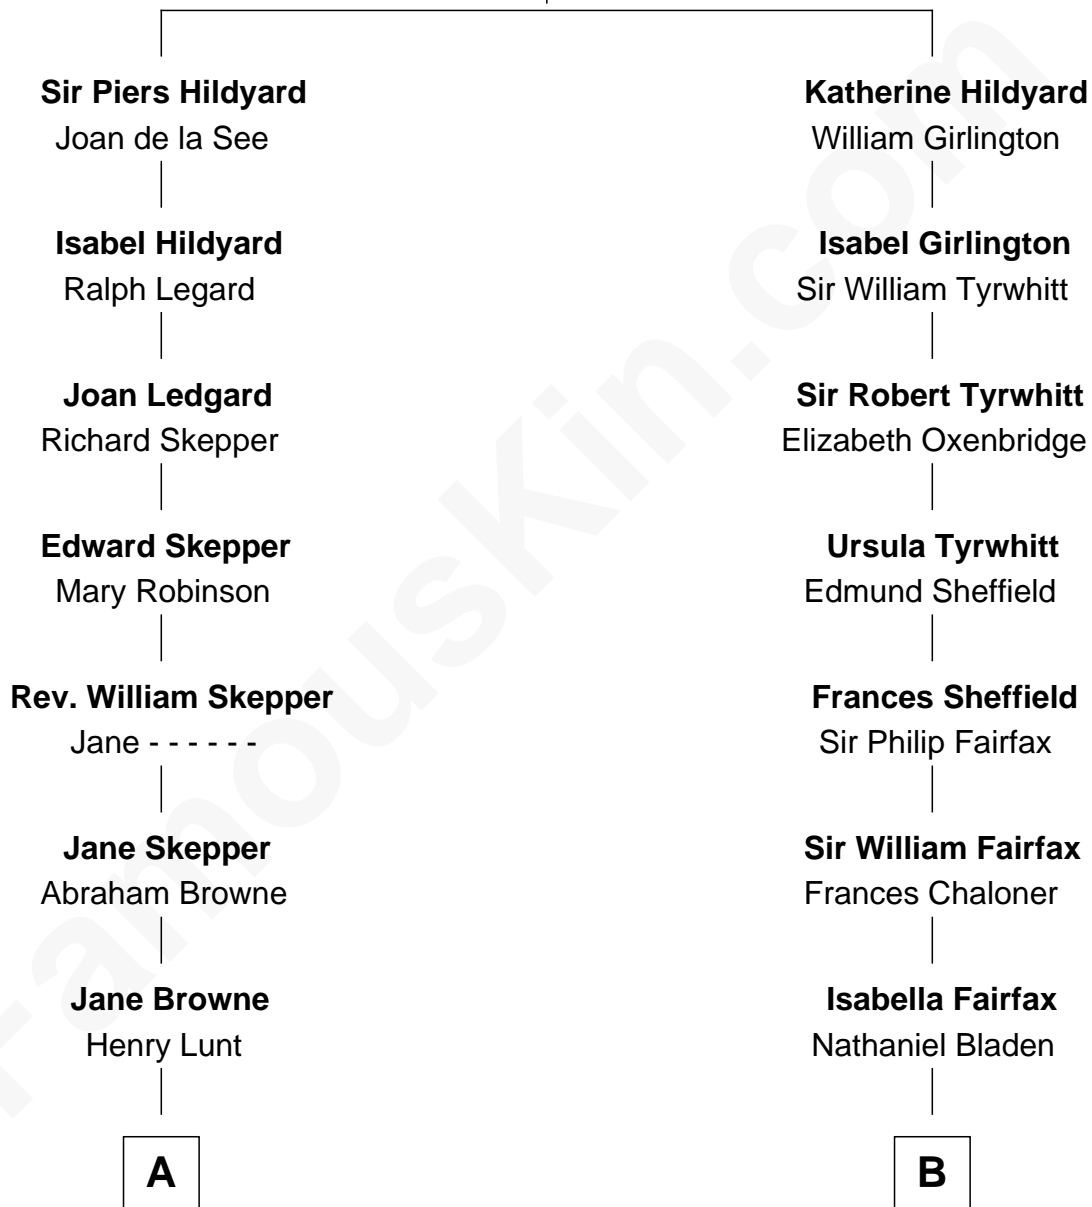 Sir Piers Hildyard
Joan de la See
Isabel Hildyard
Ralph Legard
Joan Ledgard
Richard Skepper
Edward Skepper
Mary Robinson
Rev. William Skepper
Jane - - - - - -
Jane Skepper
Abraham Browne
Jane Browne
Henry Lunt
A
Katherine Hildyard
William Girlington
Isabel Girlington
Sir William Tyrwhitt
Sir Robert Tyrwhitt
Elizabeth Oxenbridge
Ursula Tyrwhitt
Edmund Sheffield
Frances Sheffield
Sir Philip Fairfax
Sir William Fairfax
Frances Chaloner
Isabella Fairfax
Nathaniel Bladen
B
FamousKin.com